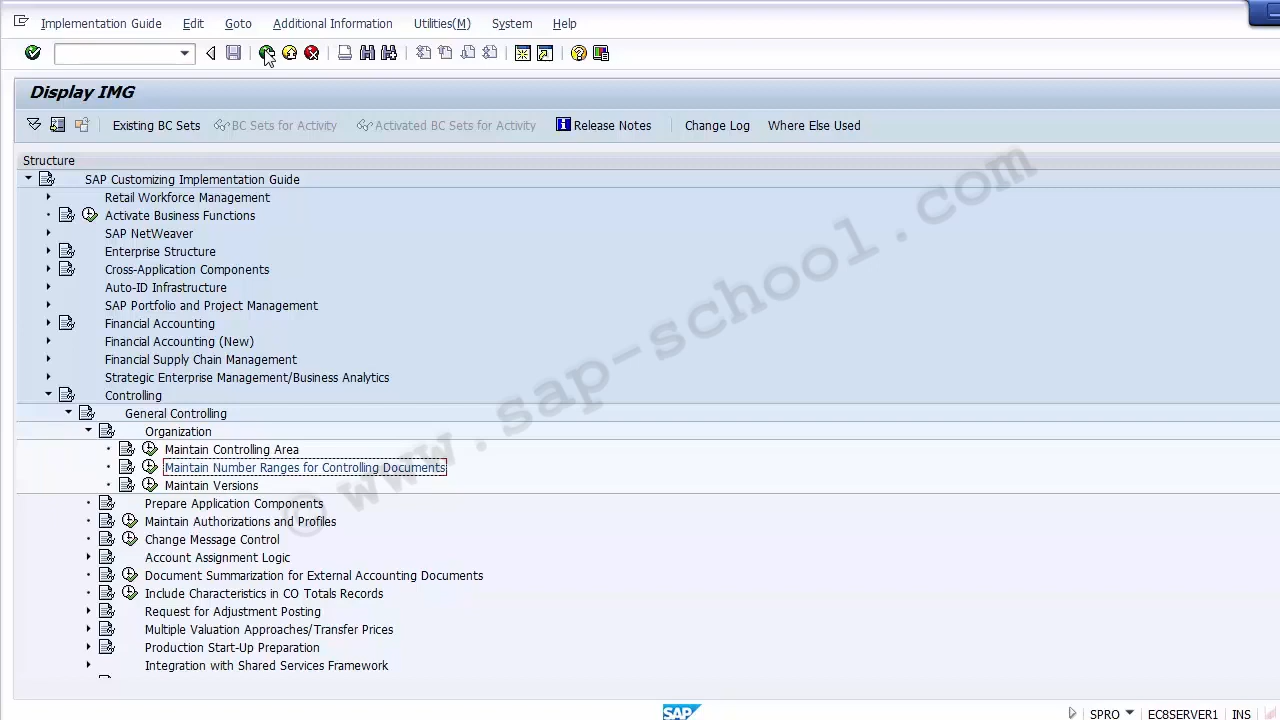 Implementation Guide Edit Goto Additional Information Utilities(M) System Help
Display IMG
Existing BC Sets BC Sets for Activity Activated BC Sets for Activity Release Notes Change Log Where Else Used
Structure
SAP Customizing Implementation Guide
Retail Workforce Management
Activate Business Functions
SAP NetWeaver
Enterprise Structure
Cross-Application Components
Auto-ID Infrastructure
SAP Portfolio and Project Management
Financial Accounting
Financial Accounting (New)
Financial Supply Chain Management
Strategic Enterprise Management/Business Analytics
Controlling
General Controlling
Organization
Maintain Controlling Area
Maintain Number Ranges for Controlling Documents
Maintain Versions
Prepare Application Components
Maintain Authorizations and Profiles
Change Message Control
Account Assignment Logic
Document Summarization for External Accounting Documents
Include Characteristics in CO Totals Records
Request for Adjustment Posting
Multiple Valuation Approaches/Transfer Prices
Production Start-Up Preparation
Integration with Shared Services Framework
© www.sap-school.com
SAP SPRO EC8SERVER1 INS